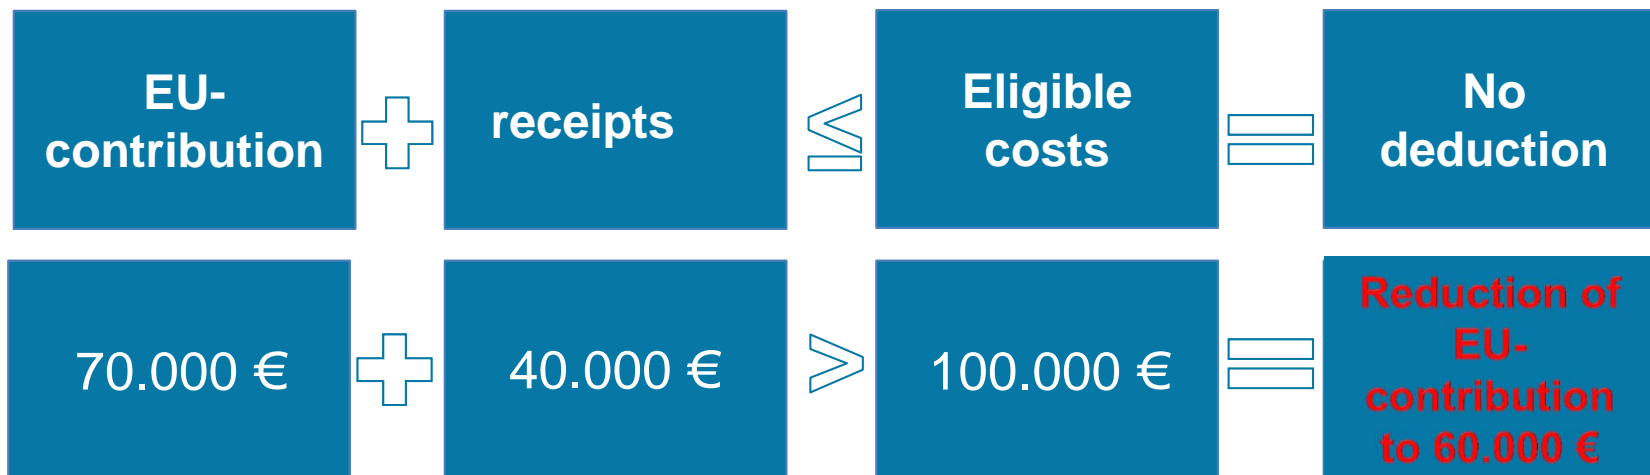 EU-
contribution
+
receipts
≤
Eligible
costs
=
No
deduction
70.000 €
+
40.000 €
>
100.000 €
=
Reduction of
EU-
contribution
to 60.000 €